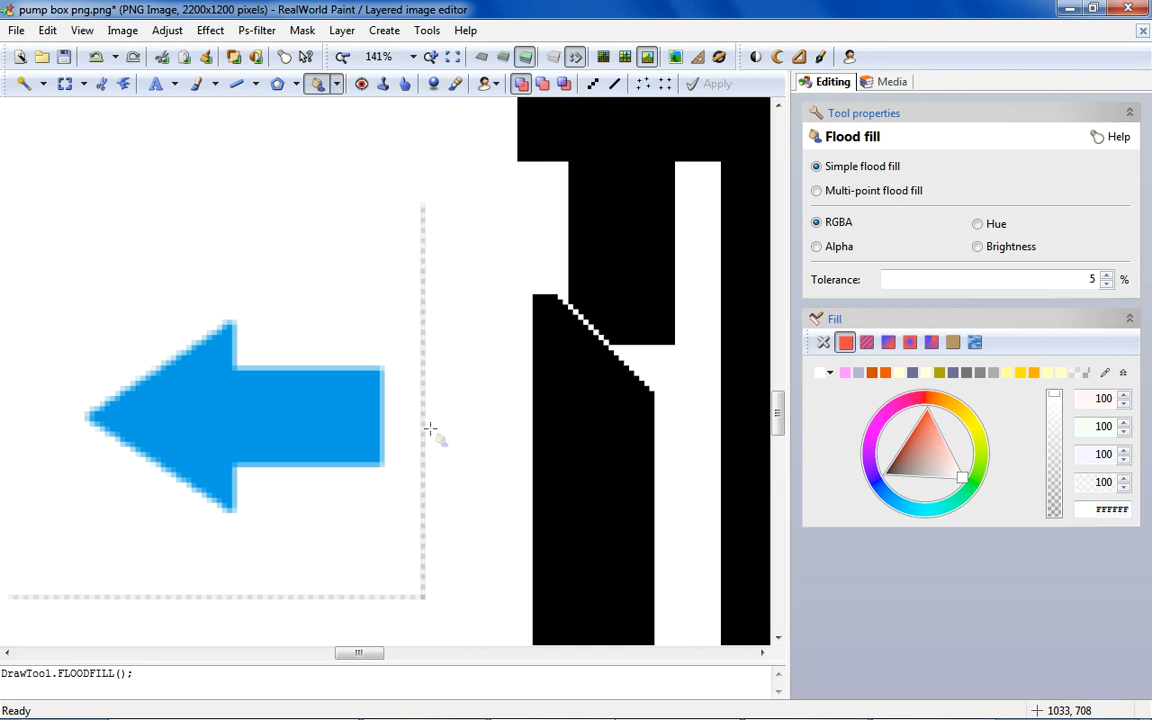 pump box png.png* (PNG Image, 2200x1200 pixels) - RealWorld Paint / Layered image editor
File Edit View Image Adjust Effect Ps-filter Mask Layer Create Tools Help
141%
Apply
Editing
Media
Tool properties
Flood fill
Help
Simple flood fill
Multi-point flood fill
RGBA
Hue
Alpha
Brightness
Tolerance: 5 %
Fill
100
100
100
100
FFFFFF
DrawTool.FLOODFILL();
Ready
1033, 708